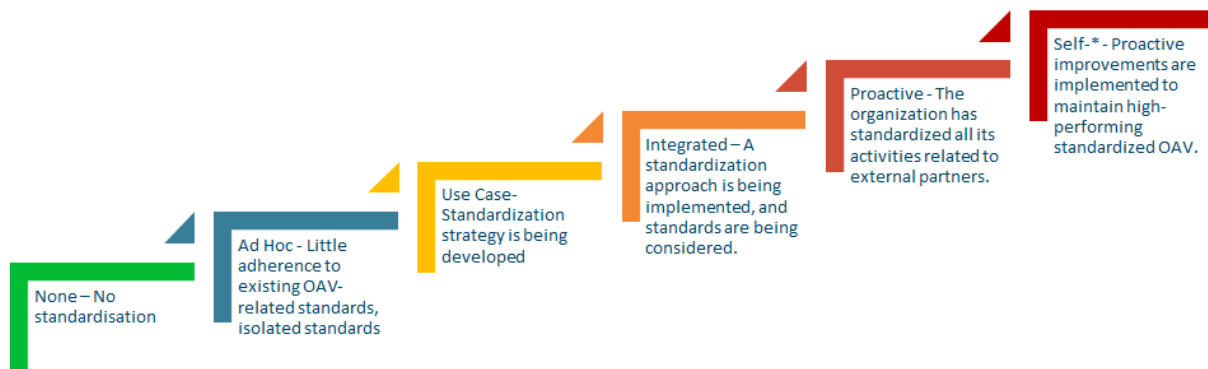 None – No
standardisation
Ad Hoc - Little
adherence to
existing OAV-
related standards,
isolated standards
Use Case-
Standardization
strategy is being
developed
Integrated – A
standardization
approach is being
implemented, and
standards are being
considered.
Proactive - The
organization has
standardized all its
activities related to
external partners.
Self-* - Proactive
improvements are
implemented to
maintain high-
performing
standardized OAV.